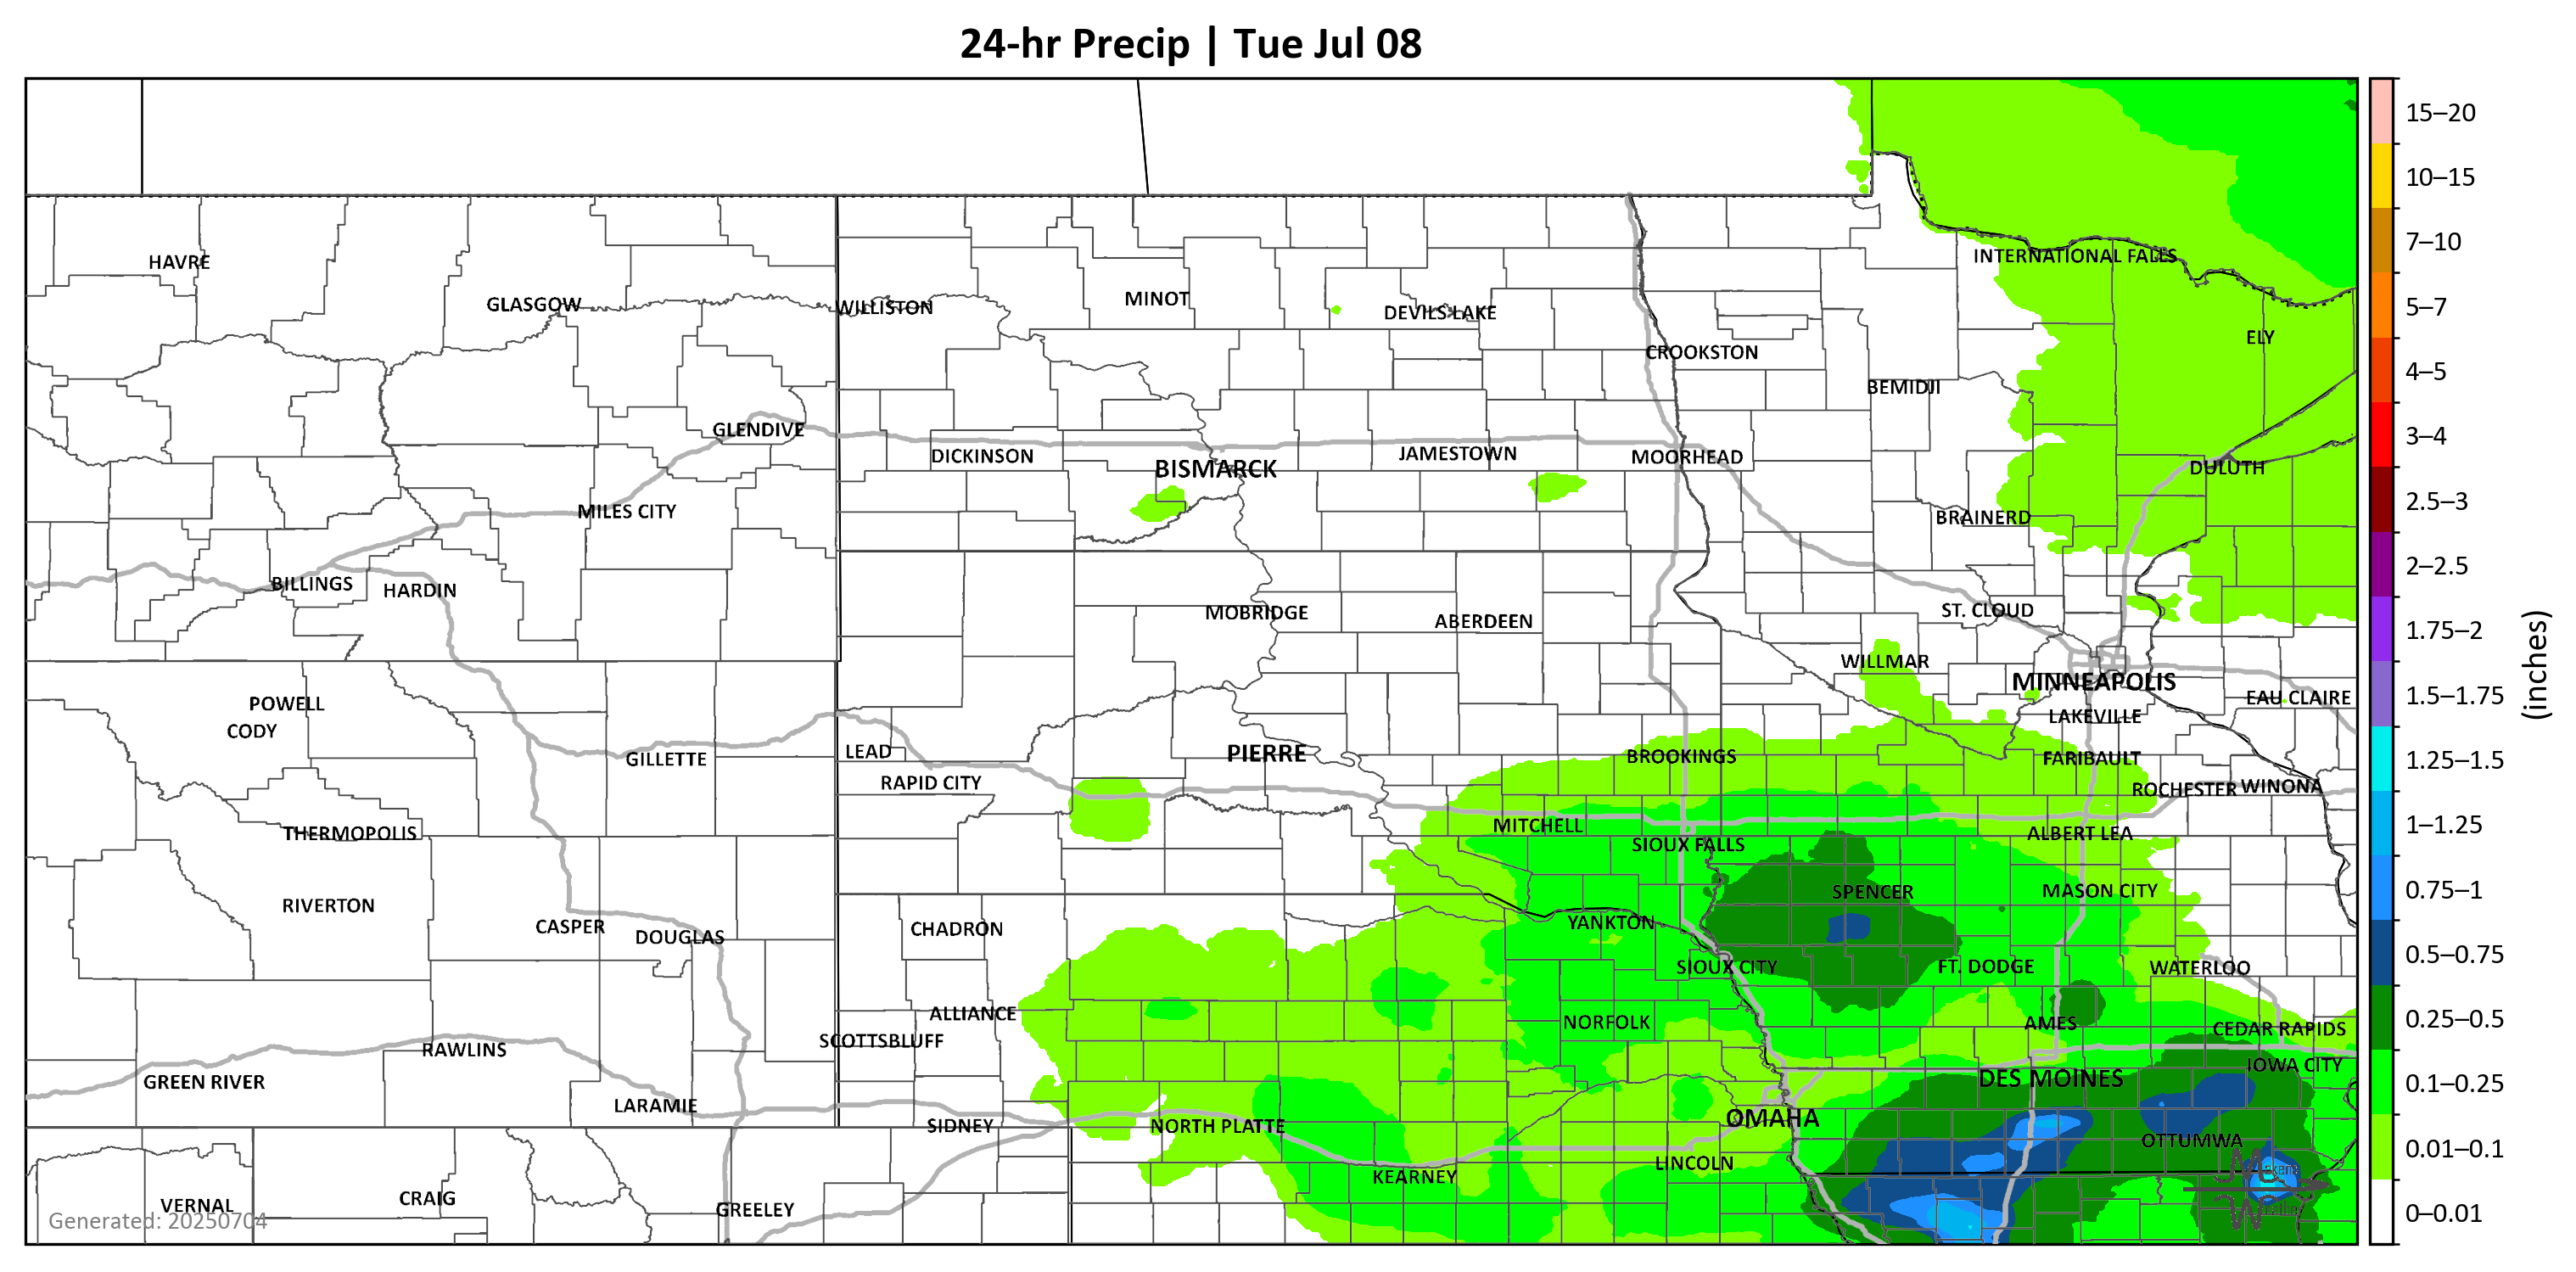 24-hr Precip | Tue Jul 08
15–20
10–15
7–10
5–7
4–5
3–4
2.5–3
2–2.5
1.75–2
1.5–1.75
1.25–1.5
1–1.25
0.75–1
0.5–0.75
0.25–0.5
0.1–0.25
0.01–0.1
0–0.01
(inches)
HAVRE
INTERNATIONAL FALLS
GLASGOW
WILLISTON
MINOT
DEVILS LAKE
ELY
CROOKSTON
BEMIDJI
GLENDIVE
DICKINSON
BISMARCK
JAMESTOWN
MOORHEAD
DULUTH
MILES CITY
BRAINERD
BILLINGS
HARDIN
MOBRIDGE
ABERDEEN
ST. CLOUD
WILLMAR
MINNEAPOLIS
EAU CLAIRE
POWELL
CODY
LAKEVILLE
GILLETTE
LEAD
PIERRE
BROOKINGS
FARIBAULT
RAPID CITY
ROCHESTER
WINONA
THERMOPOLIS
MITCHELL
ALBERT LEA
SIOUX FALLS
RIVERTON
SPENCER
MASON CITY
CASPER
DOUGLAS
CHADRON
YANKTON
SIOUX CITY
FT. DODGE
WATERLOO
ALLIANCE
NORFOLK
AMES
CEDAR RAPIDS
SCOTTSBLUFF
RAWLINS
IOWA CITY
GREEN RIVER
DES MOINES
LARAMIE
SIDNEY
NORTH PLATTE
OMAHA
OTTUMWA
LINCOLN
KEARNEY
VERNAL
CRAIG
GREELEY
Generated: 20250704